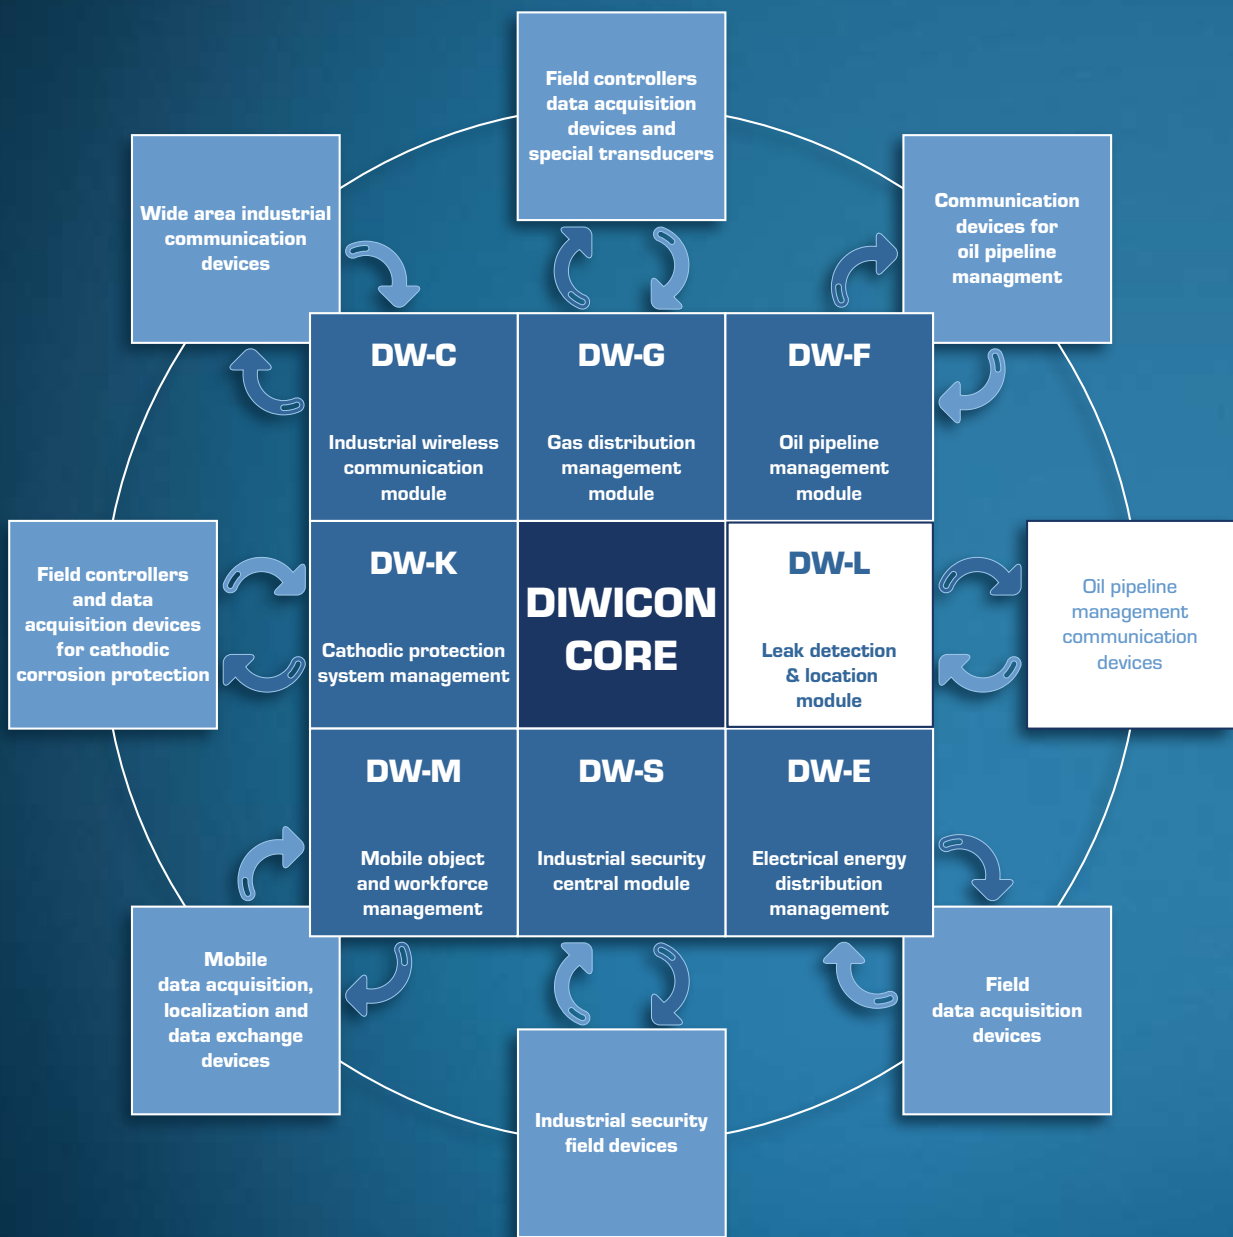 Field controllers
data acquisition
devices and
special transducers
Wide area industrial
communication
devices
Communication
devices for
oil pipeline
managment
DW-C
Industrial wireless
communication
module
DW-G
Gas distribution
management
module
DW-F
Oil pipeline
management
module
Field controllers
and data
acquisition devices
for cathodic
corrosion protection
DW-K
Cathodic protection
system management
DIWICON
CORE
DW-L
Leak detection
& location
module
Oil pipeline
management
communication
devices
DW-M
Mobile object
and workforce
management
DW-S
Industrial security
central module
DW-E
Electrical energy
distribution
management
Mobile
data acquisition,
localization and
data exchange
devices
Industrial security
field devices
Field
data acquisition
devices